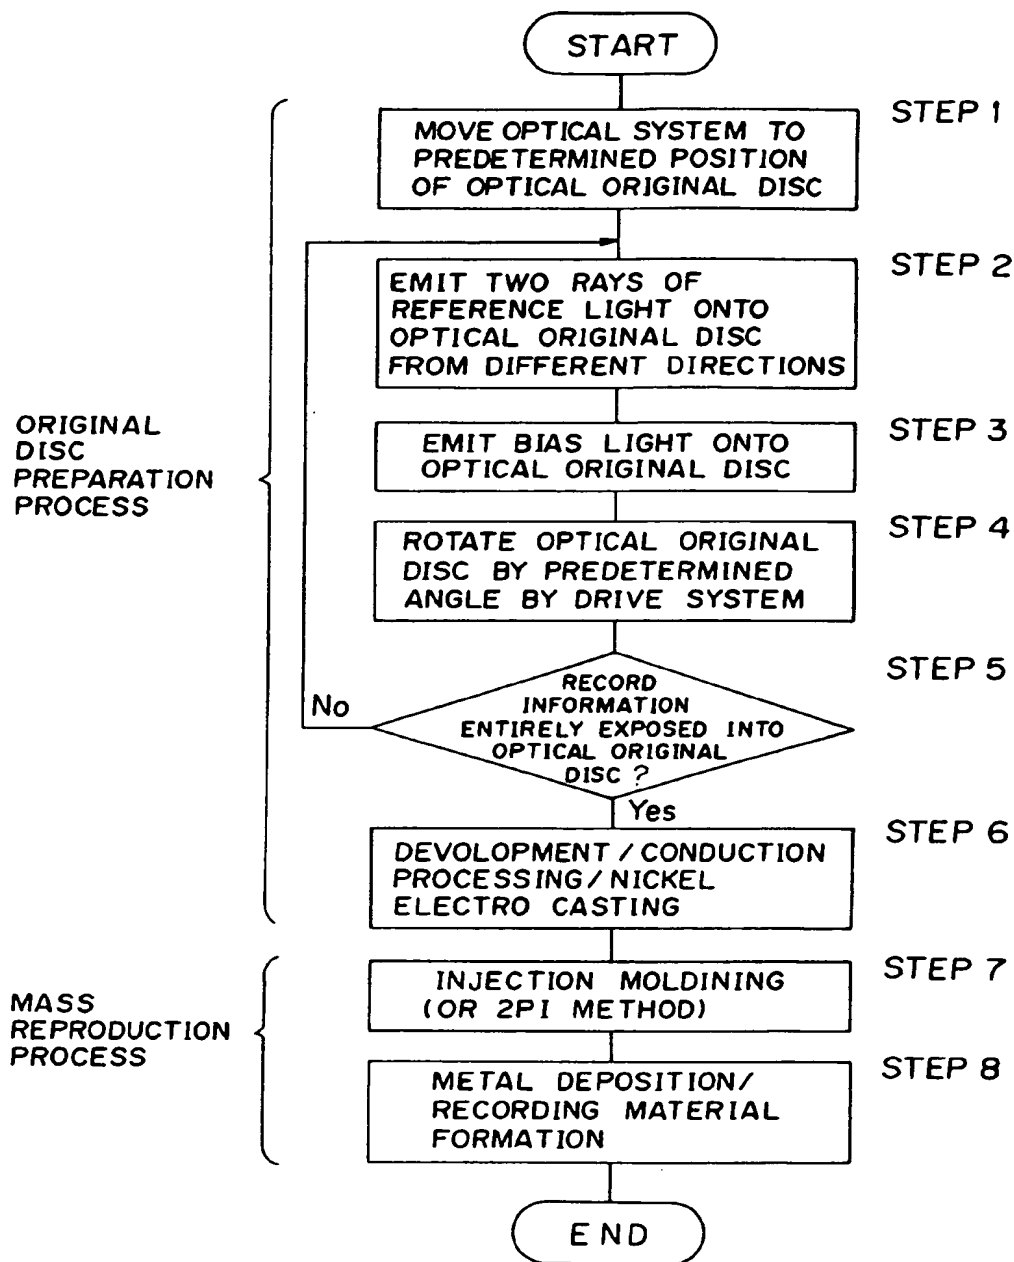 START
STEP 1
MOVE OPTICAL SYSTEM TO
PREDETERMINED POSITION
OF OPTICAL ORIGINAL DISC
STEP 2
EMIT TWO RAYS OF
REFERENCE LIGHT ONTO
OPTICAL ORIGINAL DISC
FROM DIFFERENT DIRECTIONS
ORIGINAL
DISC
PREPARATION
PROCESS
STEP 3
EMIT BIAS LIGHT ONTO
OPTICAL ORIGINAL DISC
STEP 4
ROTATE OPTICAL ORIGINAL
DISC BY PREDETERMINED
ANGLE BY DRIVE SYSTEM
STEP 5
RECORD
INFORMATION
ENTIRELY EXPOSED INTO
OPTICAL ORIGINAL
DISC ?
No
Yes
STEP 6
DEVOLOPMENT / CONDUCTION
PROCESSING / NICKEL
ELECTRO CASTING
STEP 7
INJECTION MOLDINING
(OR 2PI METHOD)
MASS
REPRODUCTION
PROCESS
STEP 8
METAL DEPOSITION/
RECORDING MATERIAL
FORMATION
END